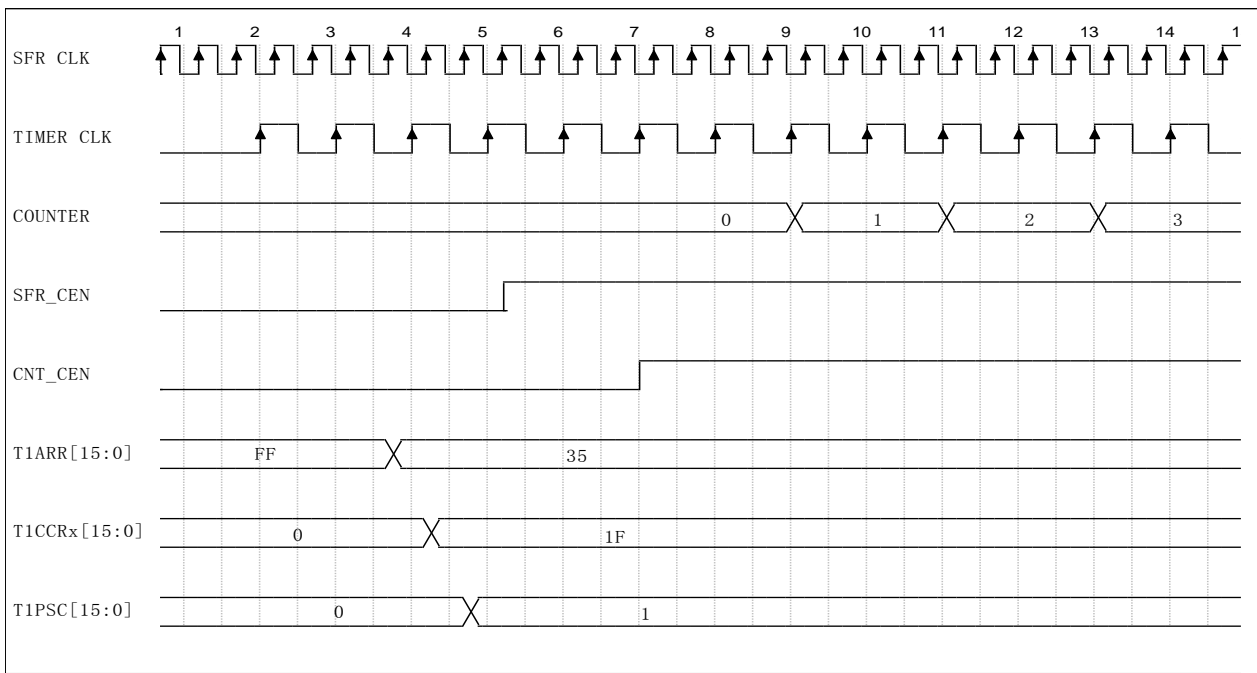 1 2 3 4 5 6 7 8 9 10 11 12 13 14 1
SFR CLK
TIMER CLK
COUNTER 0 1 2 3
SFR_CEN
CNT_CEN
T1ARR[15:0] FF 35
T1CCRx[15:0] 0 1F
T1PSC[15:0] 0 1